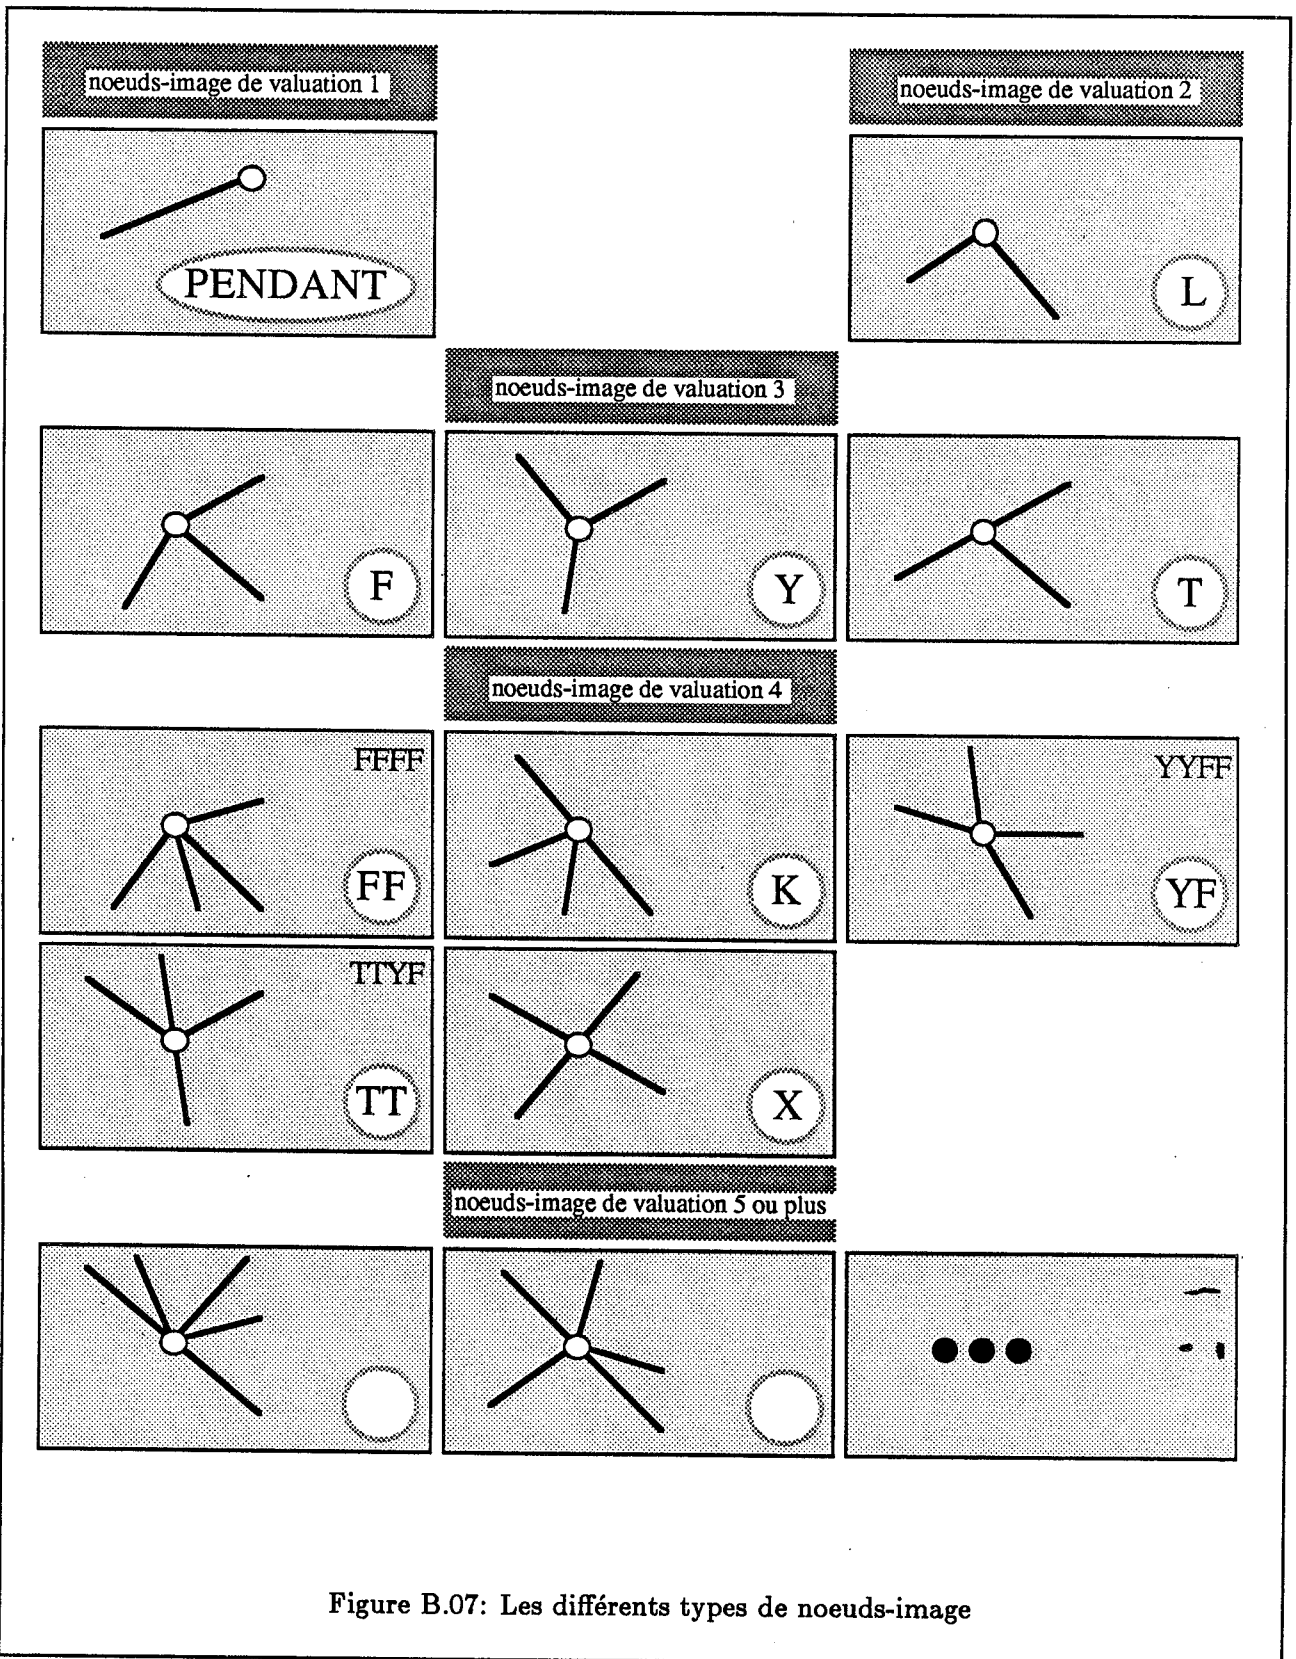 noeuds-image de valuation 1
noeuds-image de valuation 2
PENDANT
L
noeuds-image de valuation 3
F
Y
T
noeuds-image de valuation 4
FFFF
FF
K
YYFF
YF
TTYF
TT
X
noeuds-image de valuation 5 ou plus
Figure B.07: Les différents types de noeuds-image